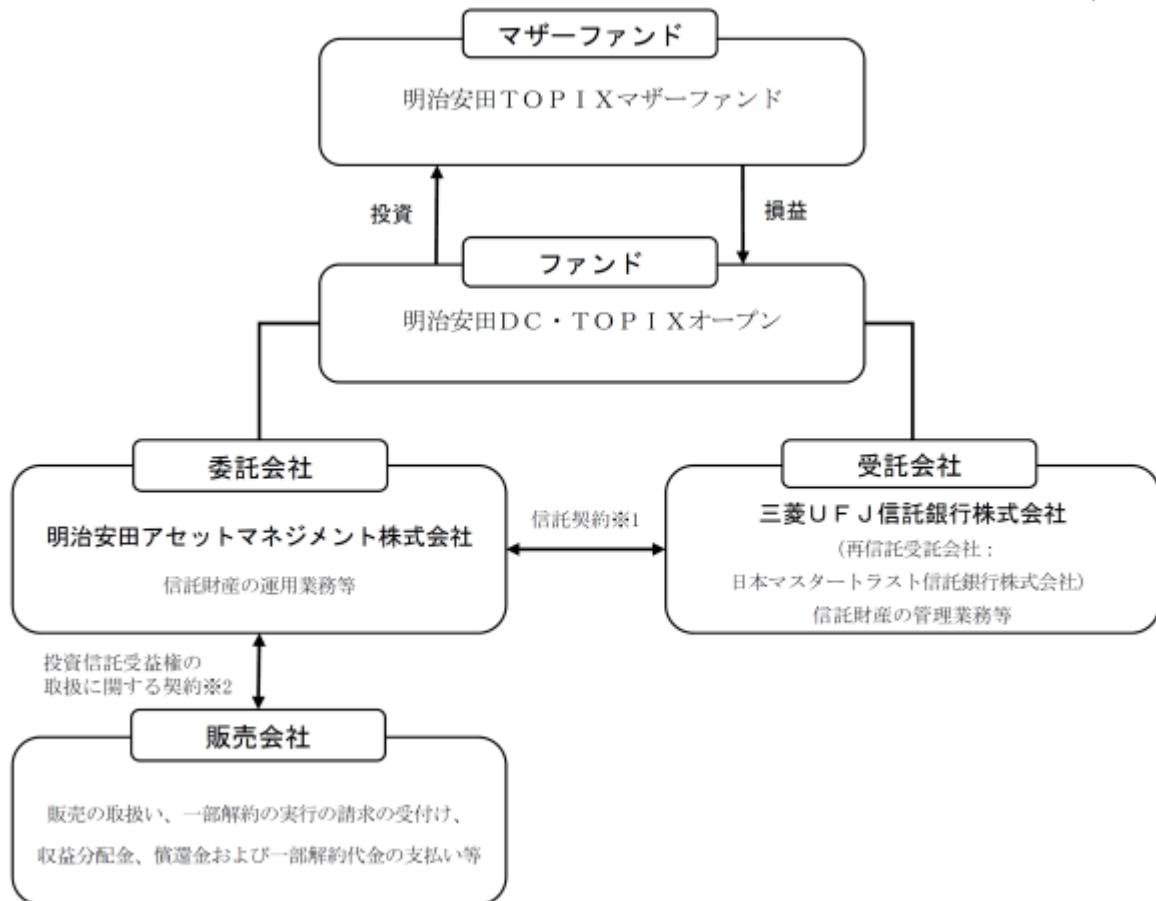 マザーファンド
明治安田ＴＯＰＩＸマザーファンド
投資
損益
ファンド
明治安田ＤＣ・ＴＯＰＩＸオープン
委託会社
明治安田アセットマネジメント株式会社
信託財産の運用業務等
信託契約※1
受託会社
三菱ＵＦＪ信託銀行株式会社
（再信託受託会社：
日本マスタートラスト信託銀行株式会社）
信託財産の管理業務等
投資信託受益権の
取扱に関する契約※2
販売会社
販売の取扱い、一部解約の実行の請求の受付け、
収益分配金、償還金および一部解約代金の支払い等